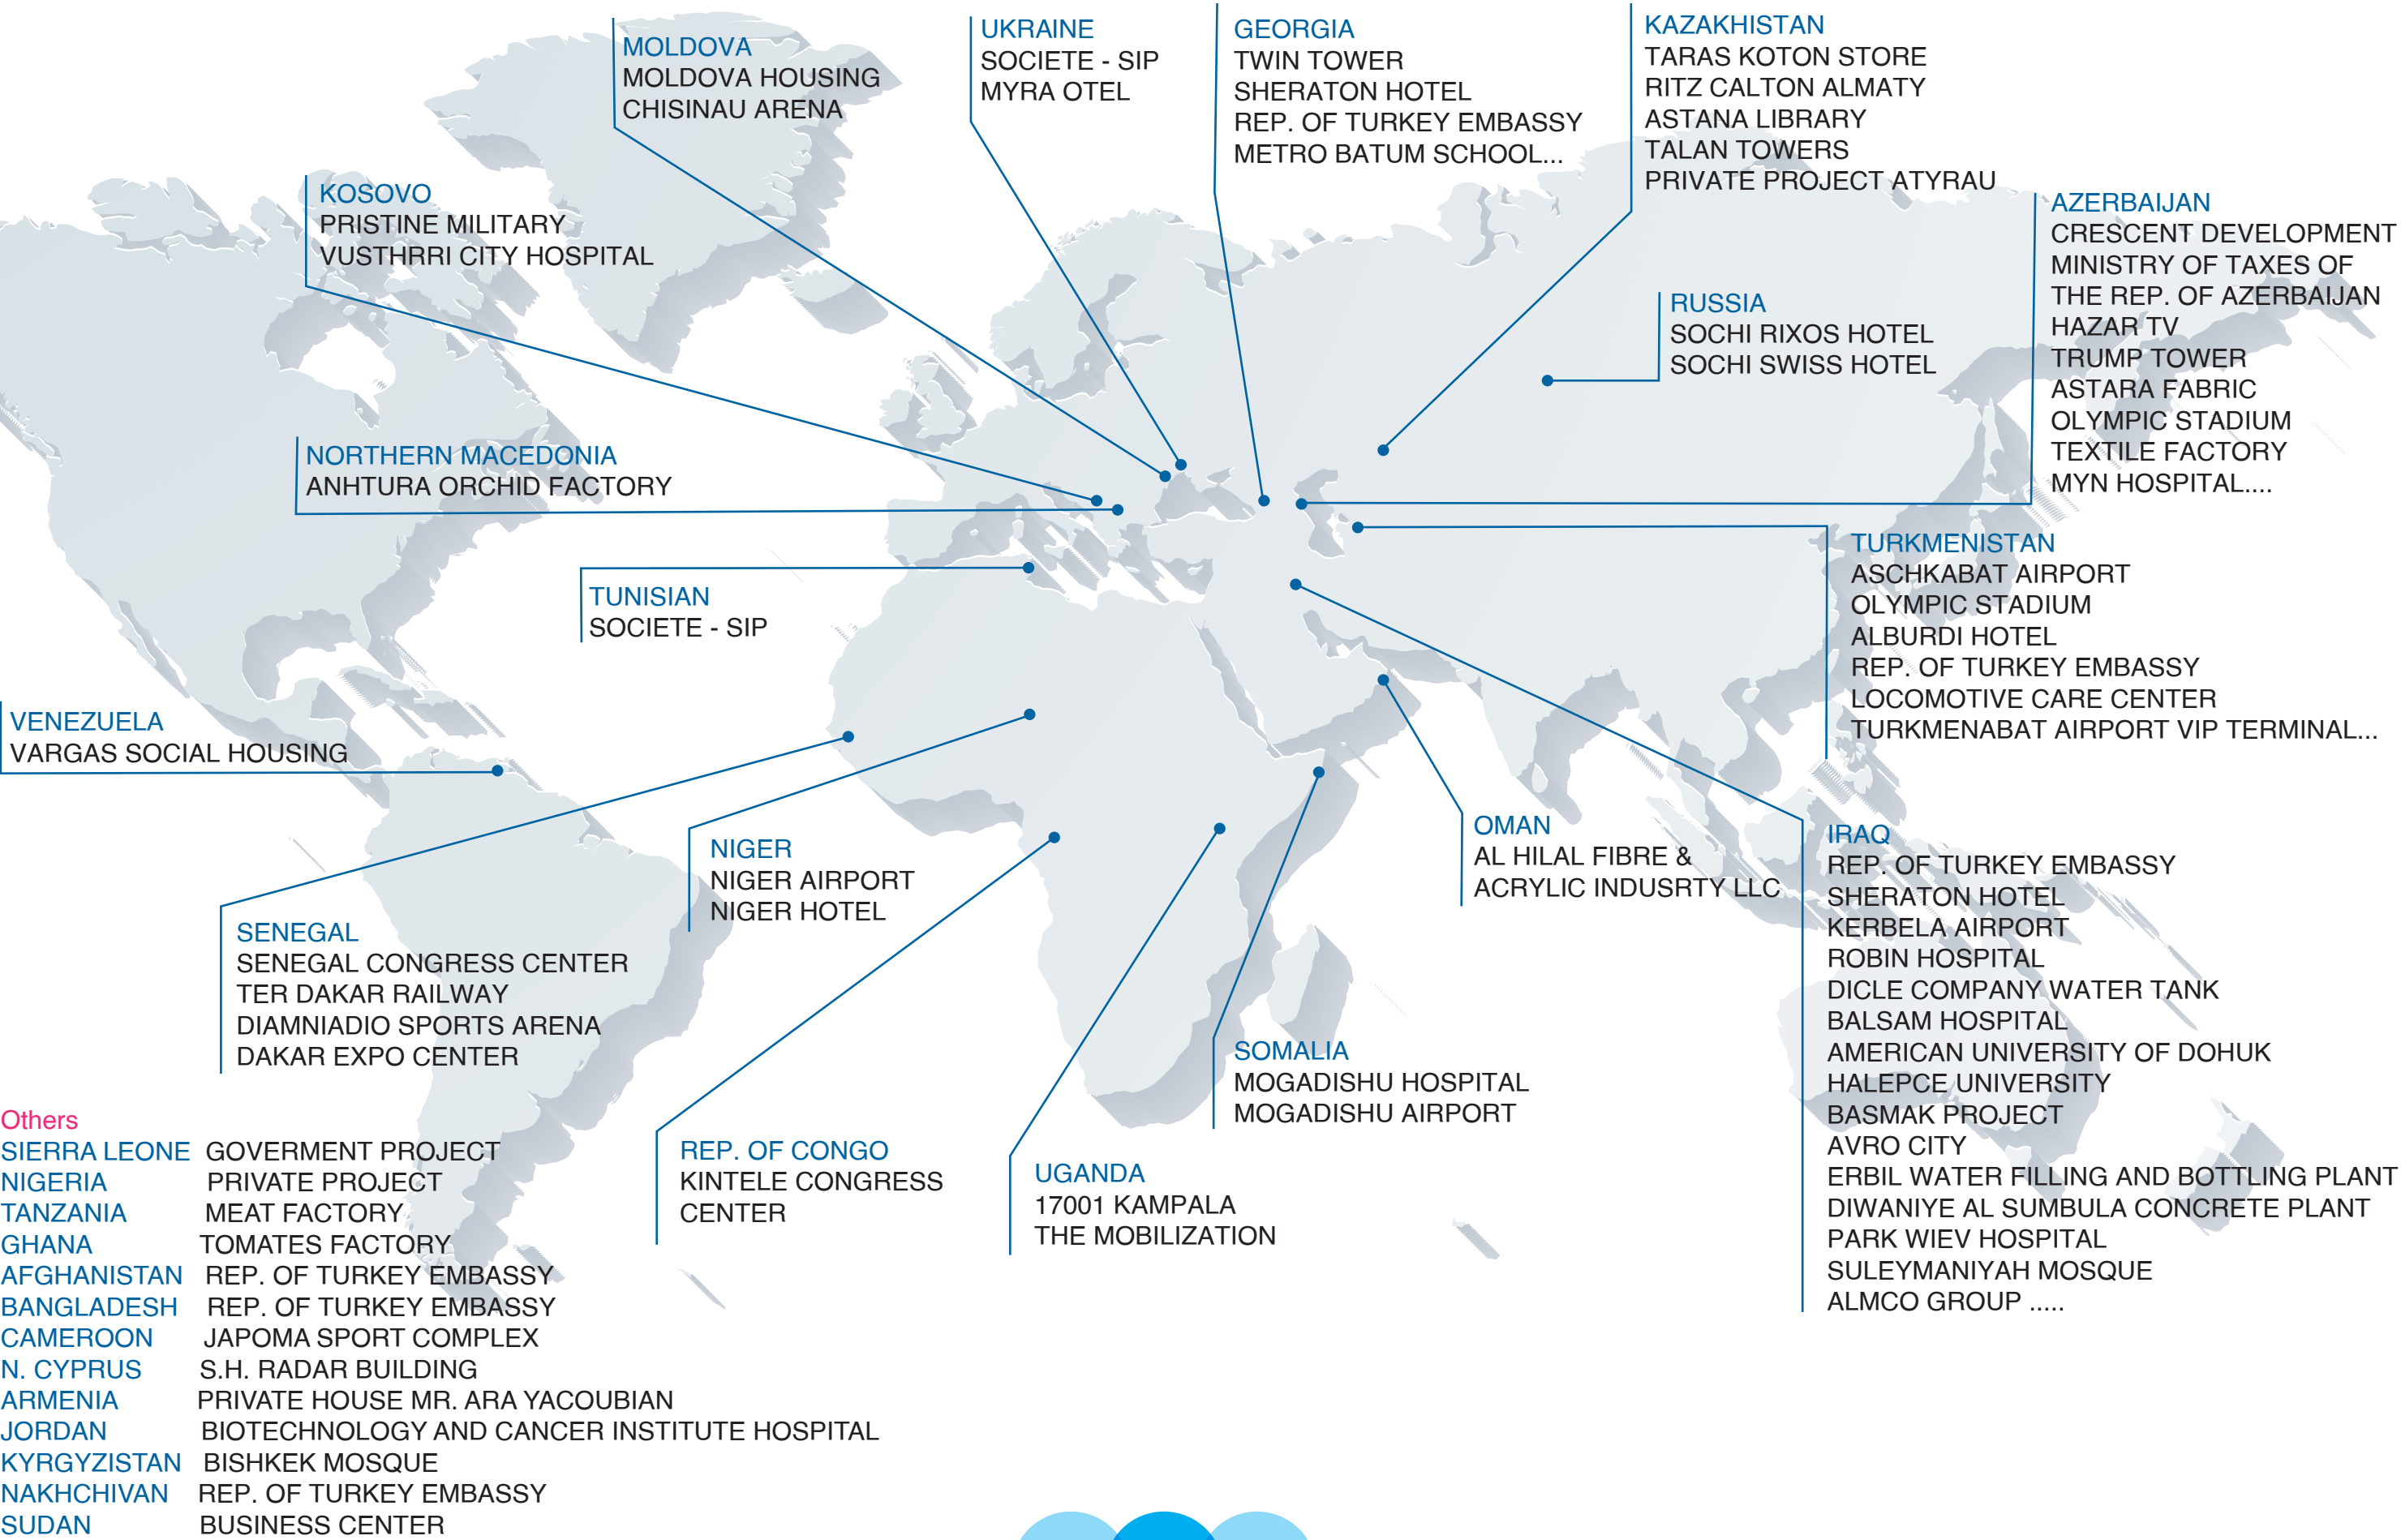 MOLDOVA
MOLDOVA HOUSING
CHISINAU ARENA
UKRAINE
SOCIETE - SIP
MYRA OTEL
GEORGIA
TWIN TOWER
SHERATON HOTEL
REP. OF TURKEY EMBASSY
METRO BATUM SCHOOL...
KAZAKHISTAN
TARAS KOTON STORE
RITZ CALTON ALMATY
ASTANA LIBRARY
TALAN TOWERS
PRIVATE PROJECT ATYRAU
KOSOVO
PRISTINE MILITARY
VUSTHRRI CITY HOSPITAL
AZERBAIJAN
CRESCENT DEVELOPMENT
MINISTRY OF TAXES OF
THE REP. OF AZERBAIJAN
HAZAR TV
TRUMP TOWER
ASTARA FABRIC
OLYMPIC STADIUM
TEXTILE FACTORY
MYN HOSPITAL....
RUSSIA
SOCHI RIXOS HOTEL
SOCHI SWISS HOTEL
NORTHERN MACEDONIA
ANHTURA ORCHID FACTORY
TUNISIAN
SOCIETE - SIP
TURKMENISTAN
ASCHKABAT AIRPORT
OLYMPIC STADIUM
ALBURDI HOTEL
REP. OF TURKEY EMBASSY
LOCOMOTIVE CARE CENTER
TURKMENABAT AIRPORT VIP TERMINAL...
VENEZUELA
VARGAS SOCIAL HOUSING
NIGER
NIGER AIRPORT
NIGER HOTEL
OMAN
AL HILAL FIBRE &
ACRYLIC INDUSRTY LLC
IRAQ
REP. OF TURKEY EMBASSY
SHERATON HOTEL
KERBELA AIRPORT
ROBIN HOSPITAL
DICLE COMPANY WATER TANK
BALSAM HOSPITAL
AMERICAN UNIVERSITY OF DOHUK
HALEPCE UNIVERSITY
BASMAK PROJECT
AVRO CITY
ERBIL WATER FILLING AND BOTTLING PLANT
DIWANIYE AL SUMBULA CONCRETE PLANT
PARK WIEV HOSPITAL
SULEYMANIYAH MOSQUE
ALMCO GROUP .....
SENEGAL
SENEGAL CONGRESS CENTER
TER DAKAR RAILWAY
DIAMNIADIO SPORTS ARENA
DAKAR EXPO CENTER
SOMALIA
MOGADISHU HOSPITAL
MOGADISHU AIRPORT
REP. OF CONGO
KINTELE CONGRESS
CENTER
UGANDA
17001 KAMPALA
THE MOBILIZATION
Others
SIERRA LEONE GOVERMENT PROJECT
NIGERIA PRIVATE PROJECT
TANZANIA MEAT FACTORY
GHANA TOMATES FACTORY
AFGHANISTAN REP. OF TURKEY EMBASSY
BANGLADESH REP. OF TURKEY EMBASSY
CAMEROON JAPOMA SPORT COMPLEX
N. CYPRUS S.H. RADAR BUILDING
ARMENIA PRIVATE HOUSE MR. ARA YACOUBIAN
JORDAN BIOTECHNOLOGY AND CANCER INSTITUTE HOSPITAL
KYRGYZISTAN BISHKEK MOSQUE
NAKHCHIVAN REP. OF TURKEY EMBASSY
SUDAN BUSINESS CENTER